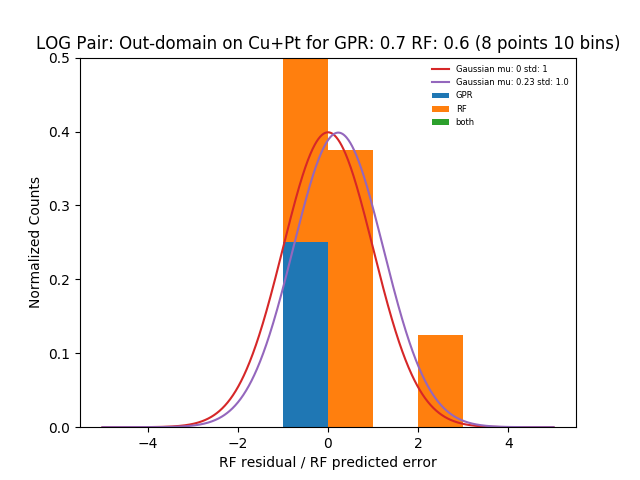 LOG Pair: Out-domain on Cu+Pt for GPR: 0.7 RF: 0.6 (8 points 10 bins)
Gaussian mu: 0 std: 1
Gaussian mu: 0.23 std: 1.0
GPR
RF
both
0.5
0.4
0.3
0.2
0.1
0.0
Normalized Counts
−4
−2
0
2
4
RF residual / RF predicted error